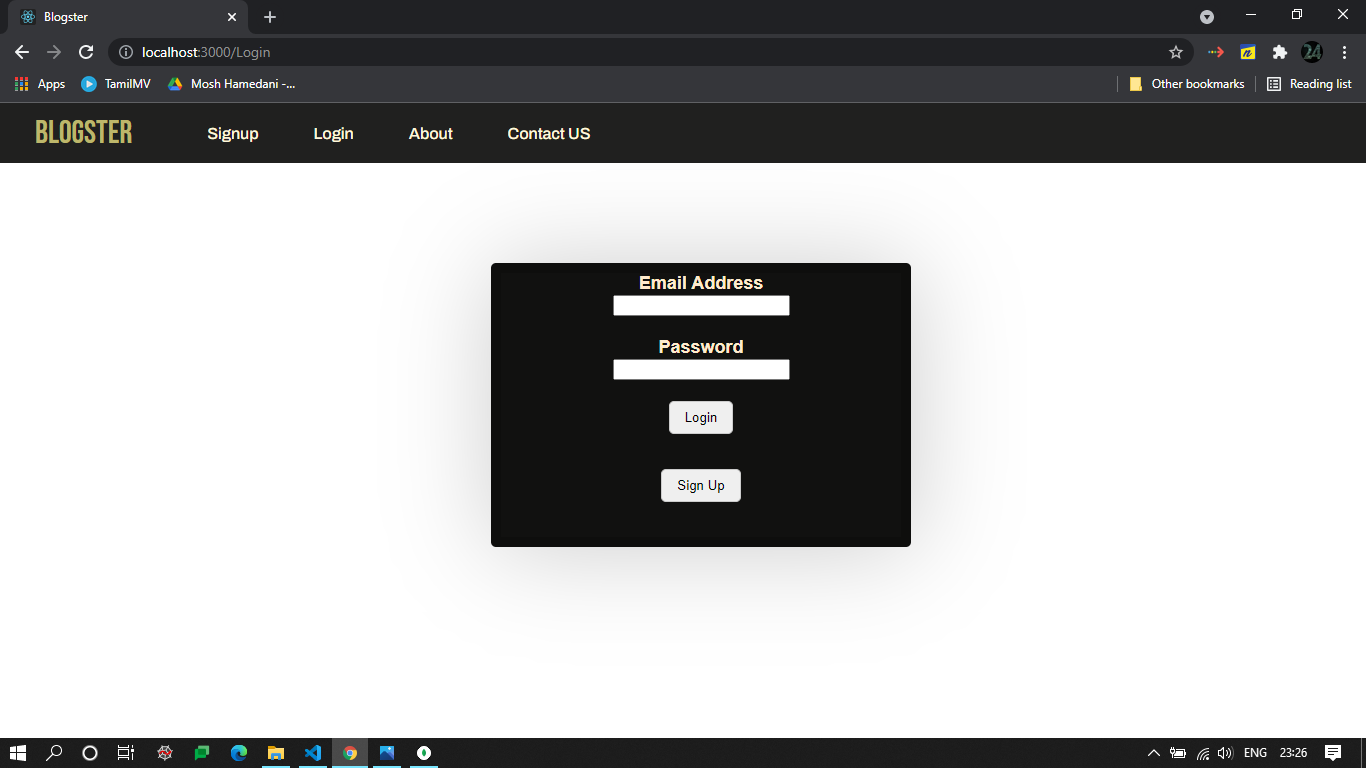 Blogster
localhost:3000/Login
Apps TamilMV Mosh Hamedani -... Other bookmarks Reading list
BLOGSTER Signup Login About Contact US
Email Address
Password
Login
Sign Up
ENG 23:26